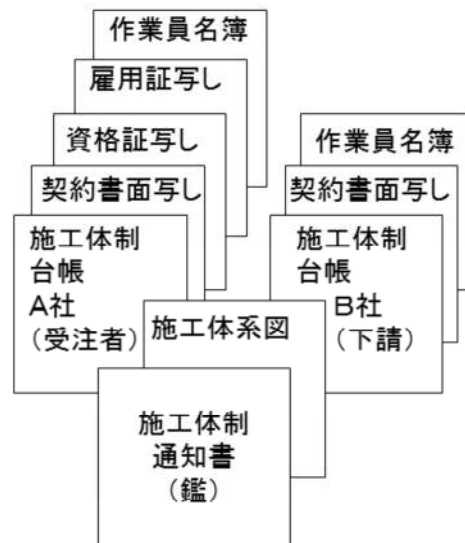 作業員名簿
雇用証写し
資格証写し
契約書面写し
施工体制
台帳
A社
（受注者）
作業員名簿
契約書面写し
施工体制
台帳
B社
（下請）
施工体系図
施工体制
通知書
（鑑）